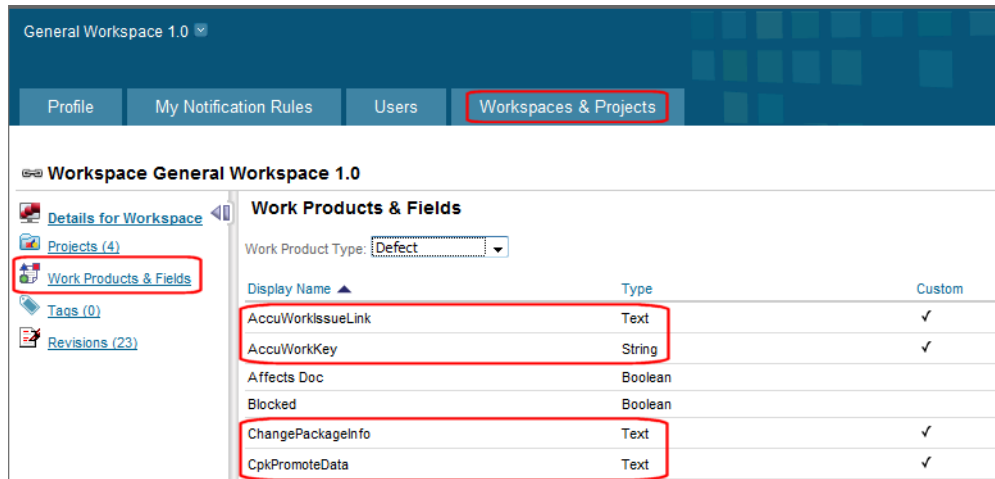 General Workspace 1.0
Profile My Notification Rules Users Workspaces & Projects
Workspace General Workspace 1.0
Details for Workspace
Projects (4)
Work Products & Fields
Tags (0)
Revisions (23)
Work Products & Fields
Work Product Type: Defect
Display Name Type Custom
AccuWorkIssueLink Text ✓
AccuWorkKey String ✓
Affects Doc Boolean
Blocked Boolean
ChangePackageInfo Text ✓
CpkPromoteData Text ✓